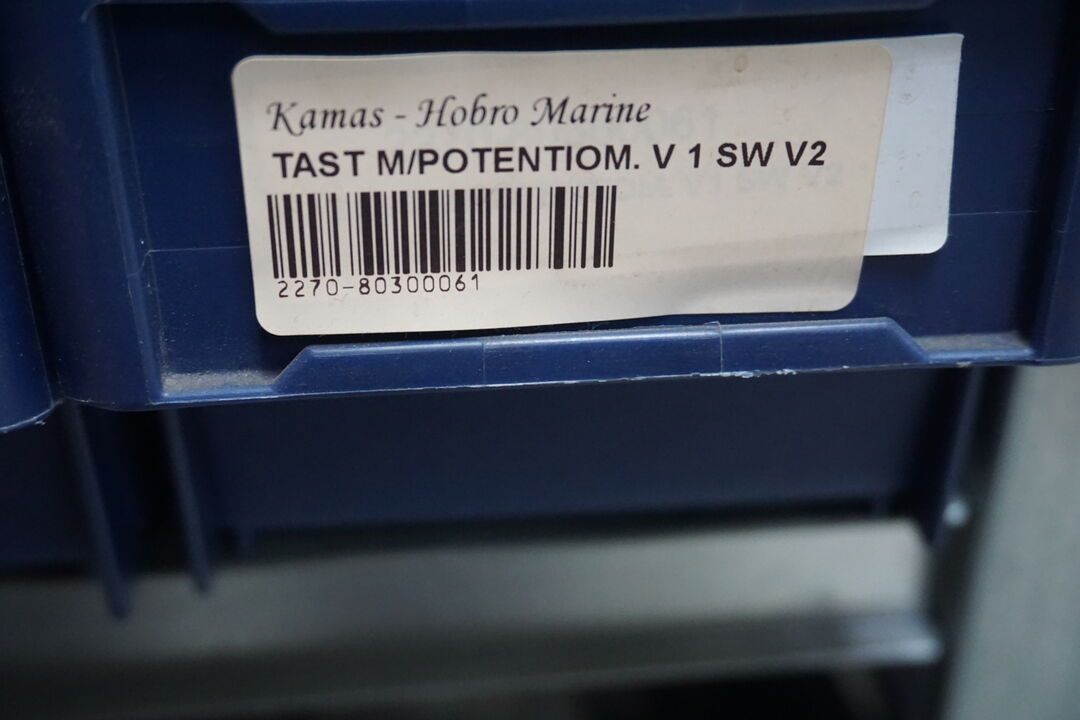 Kamas - Hobro Marine
TAST M/POTENTIOM. V 1 SW V2
2270-80300061